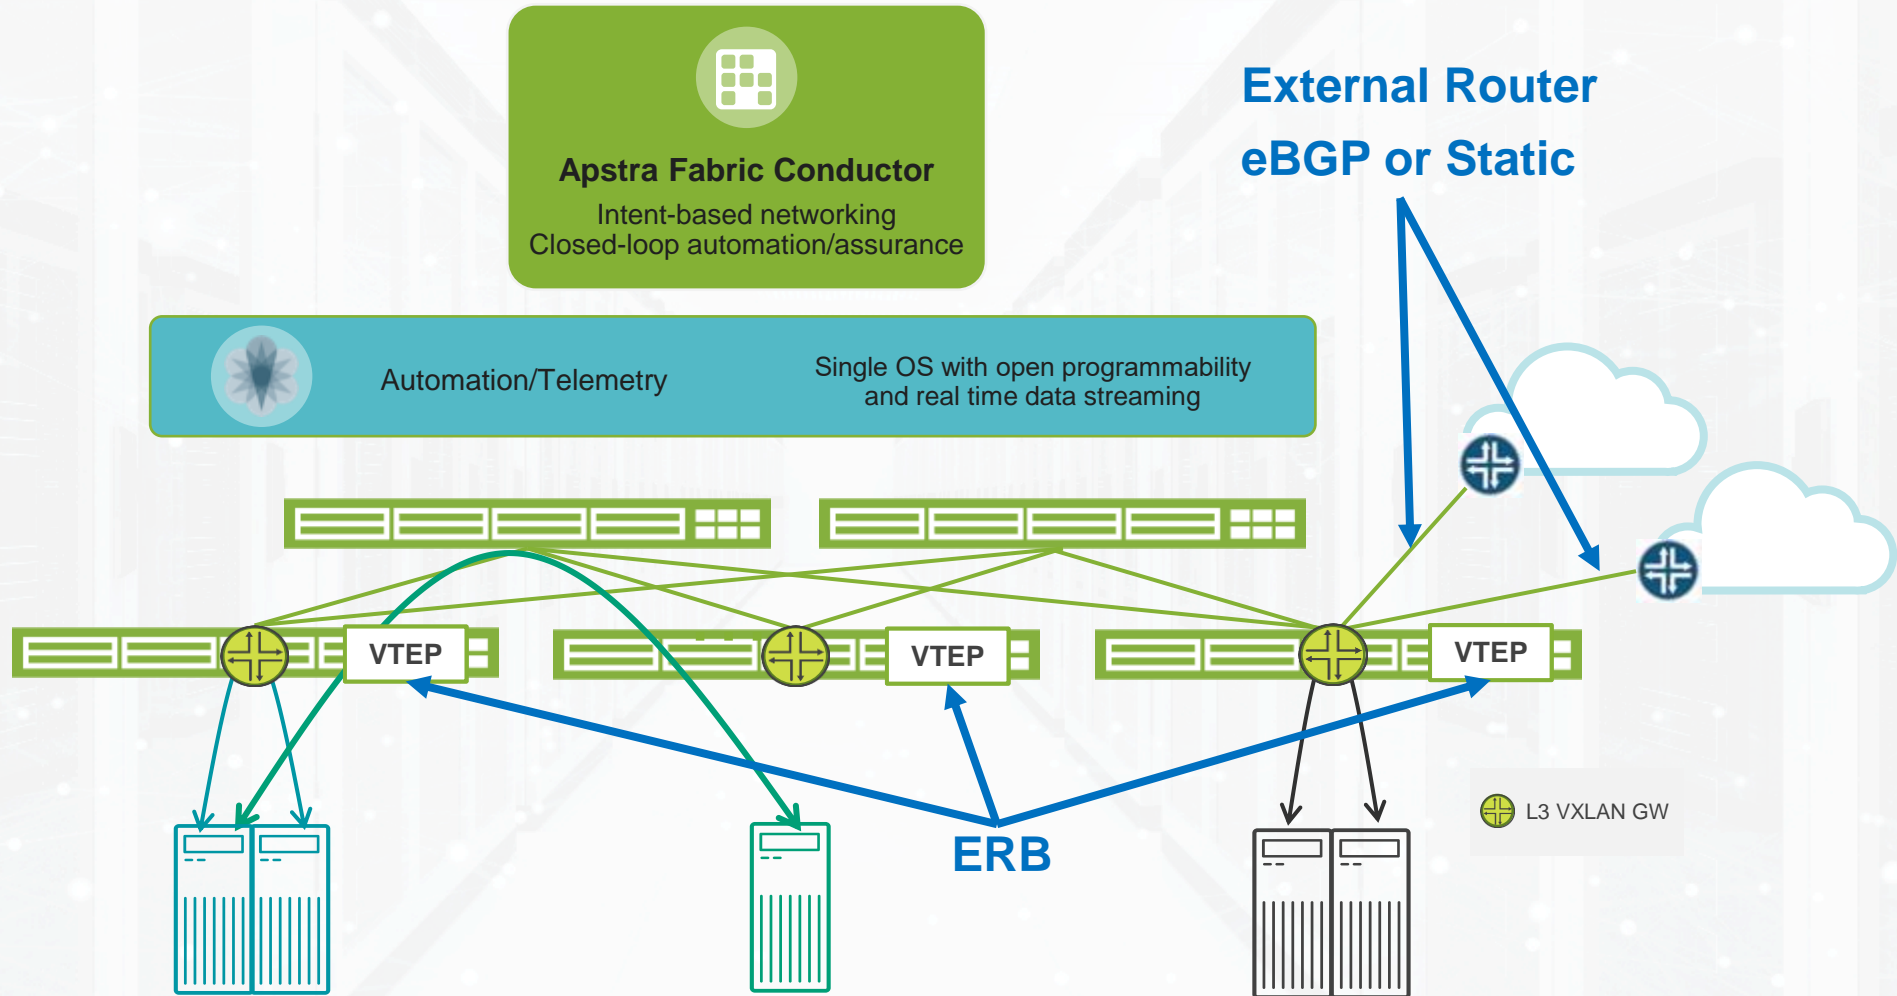 Apstra Fabric Conductor
Intent-based networking
Closed-loop automation/assurance
External Router
eBGP or Static
Automation/Telemetry
Single OS with open programmability
and real time data streaming
VTEP
VTEP
VTEP
ERB
L3 VXLAN GW